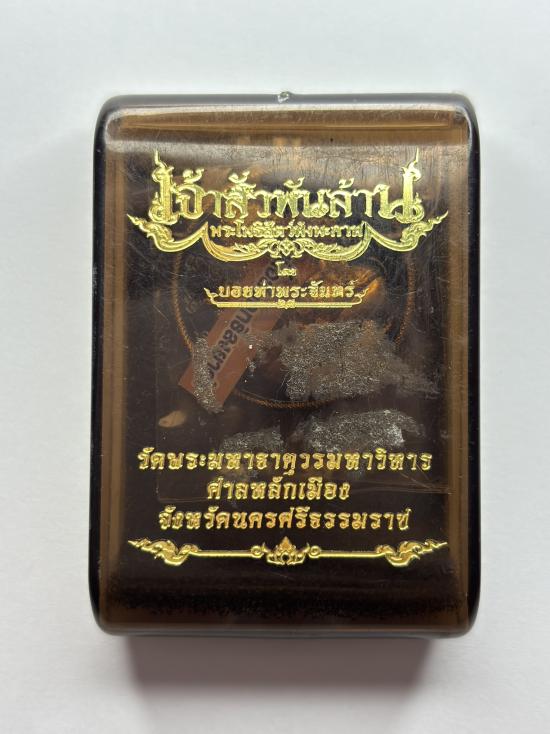 เจ้าสัวพันล้าน
พระโพธิสัตว์พังพะกาฬ
โดย
บอยท่าพระจันทร์
วัดพระมหาธาตุวรมหาวิหาร
ศาลหลักเมือง
จังหวัดนครศรีธรรมราช